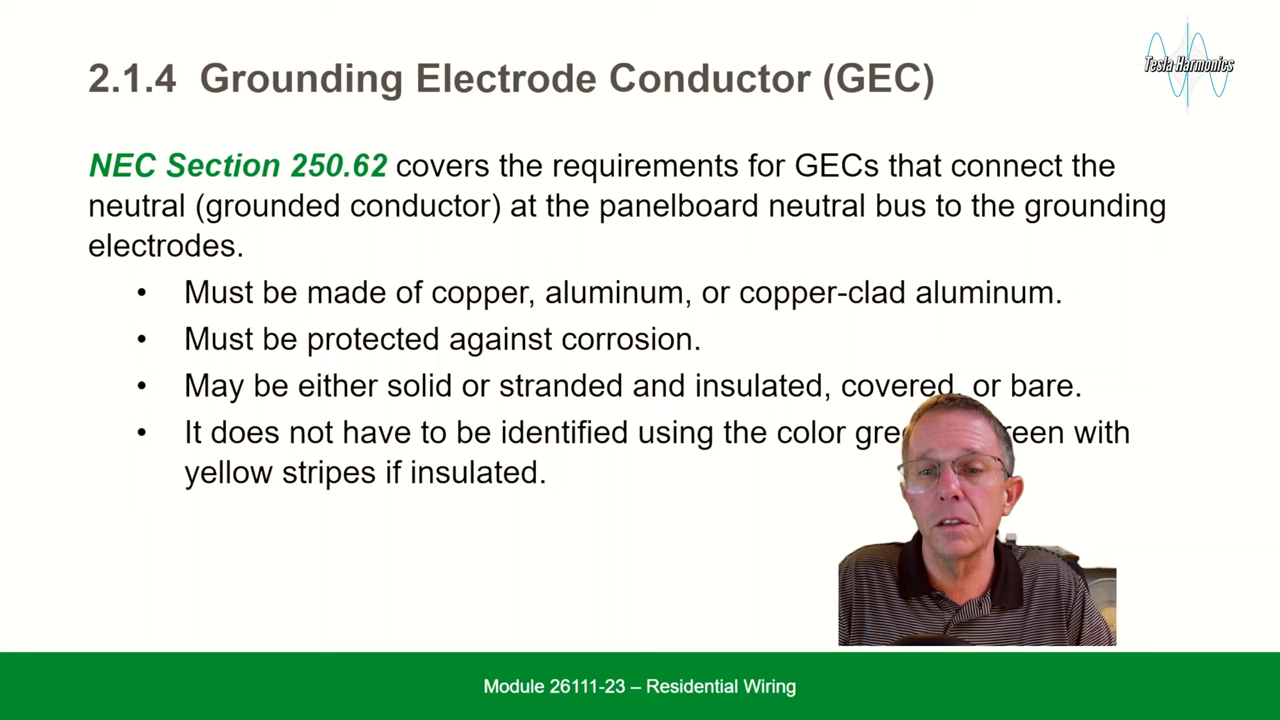 Tesla Harmonics
2.1.4 Grounding Electrode Conductor (GEC)
NEC Section 250.62 covers the requirements for GECs that connect the
neutral (grounded conductor) at the panelboard neutral bus to the grounding
electrodes.
• Must be made of copper, aluminum, or copper-clad aluminum.
• Must be protected against corrosion.
• May be either solid or stranded and insulated, covered, or bare.
• It does not have to be identified using the color with
yellow stripes if insulated.
Module 26111-23 – Residential Wiring